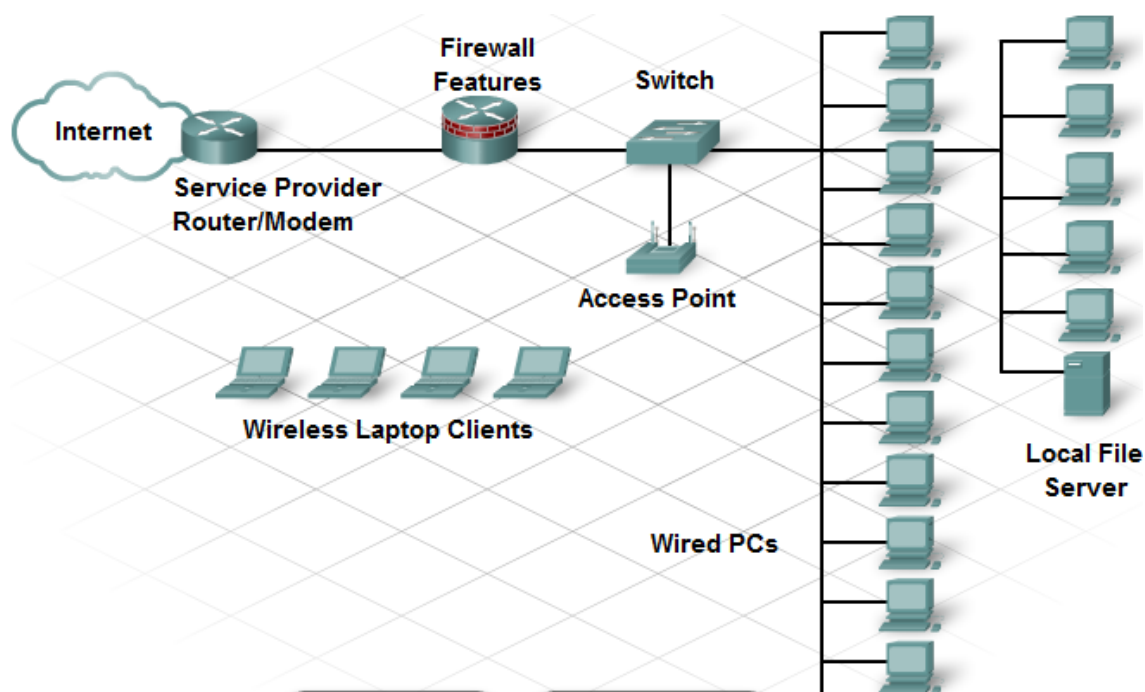 Firewall
Features
Switch
Internet
Service Provider
Router/Modem
Access Point
Wireless Laptop Clients
Local File
Server
Wired PCs